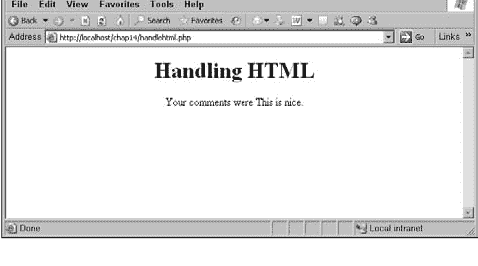 File Edit View Favorites Tools Help
Back Search Favorites
Address http://localhost/chap14/handlehtml.php Go Links »
Handling HTML
Your comments were This is nice.
Done Local intranet